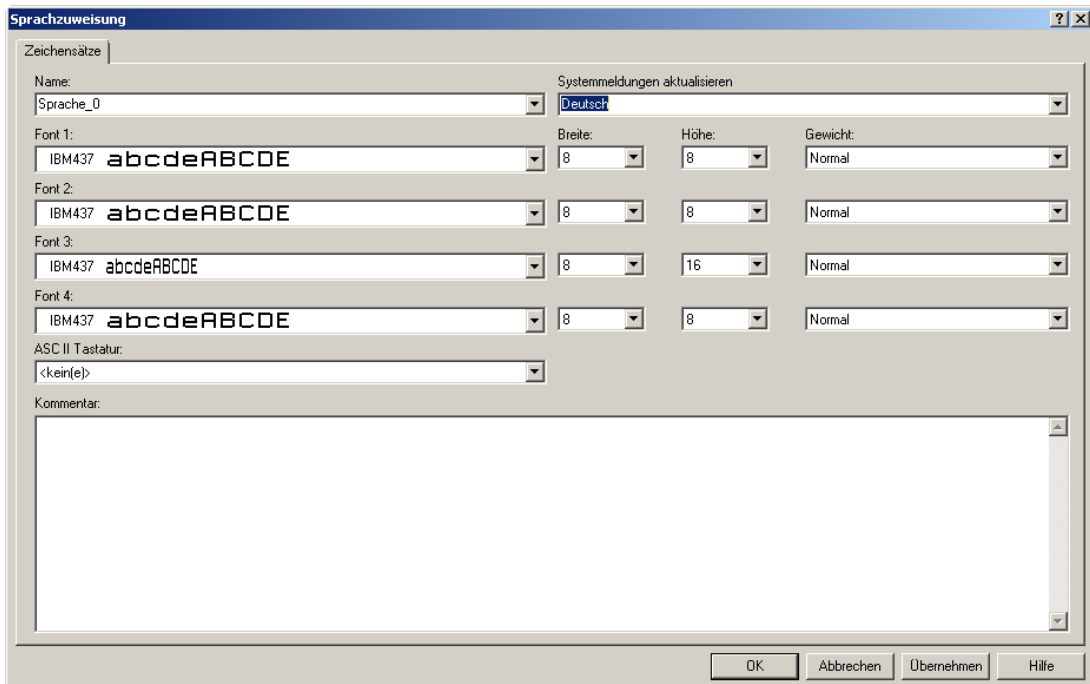 Sprachzuweisung
Zeichensätze
Name:
Systemmeldungen aktualisieren
Sprache_0
Deutsch
Font 1:
Breite:
Höhe:
Gewicht:
IBM437 abcdeABCDE
8
8
Normal
Font 2:
IBM437 abcdeABCDE
8
8
Normal
Font 3:
IBM437 abcdeABCDE
8
16
Normal
Font 4:
IBM437 abcdeABCDE
8
8
Normal
ASC II Tastatur:
<kein(e)>
Kommentar:
OK
Abbrechen
Übernehmen
Hilfe